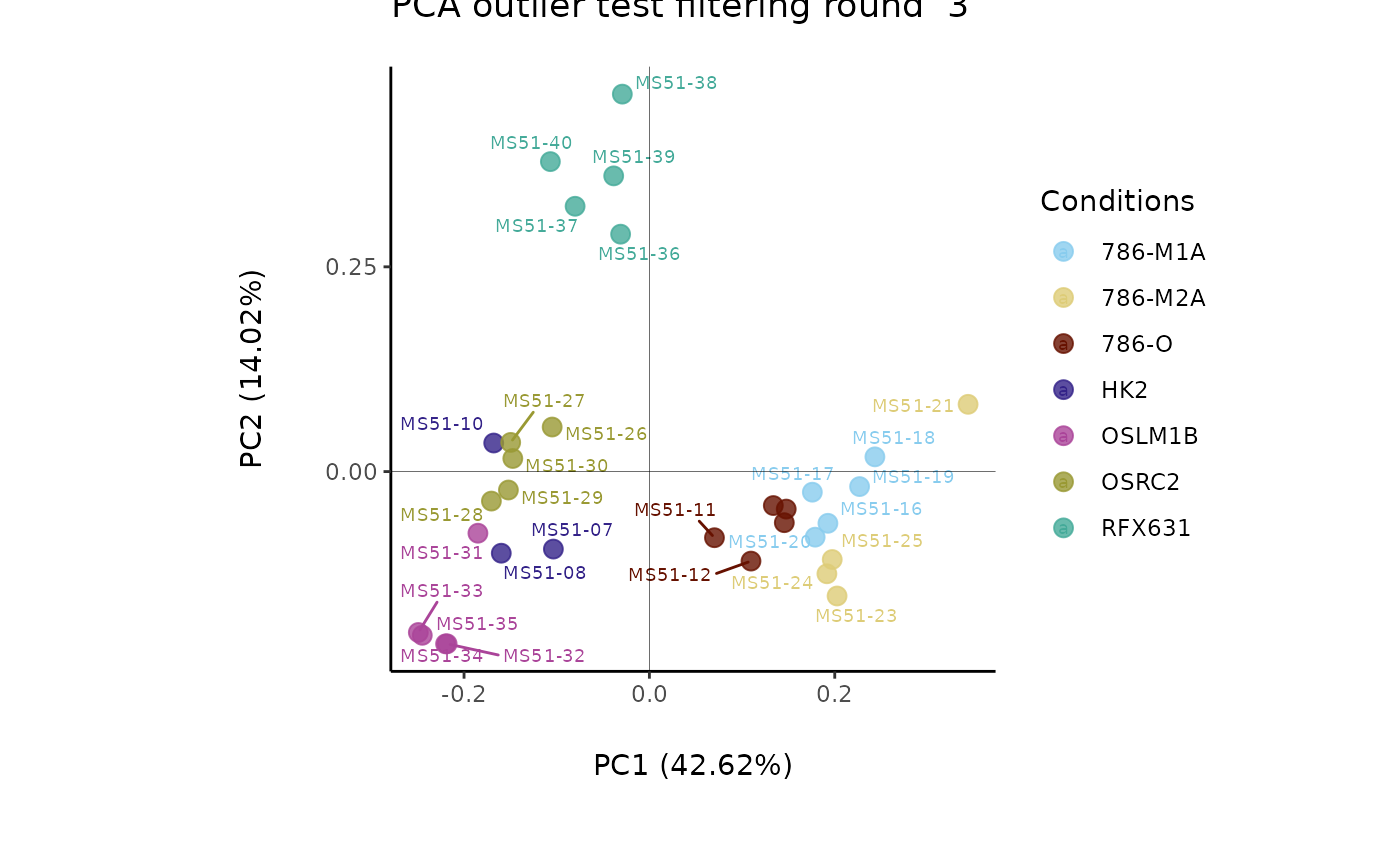 PCA outlier test filtering round  3
MS51-38
MS51-40
MS51-39
MS51-37
MS51-36
0.25
PC2 (14.02%)
MS51-27
MS51-10
MS51-26
MS51-30
0.00
MS51-29
MS51-28
MS51-07
MS51-31
MS51-08
MS51-33
MS51-35
MS51-34
MS51-32
MS51-21
MS51-18
MS51-17
MS51-19
MS51-11
MS51-16
MS51-20
MS51-25
MS51-12
MS51-24
MS51-23
-0.2
0.0
0.2
PC1 (42.62%)
Conditions
a 786-M1A
a 786-M2A
a 786-O
a HK2
a OSLM1B
a OSRC2
a RFX631